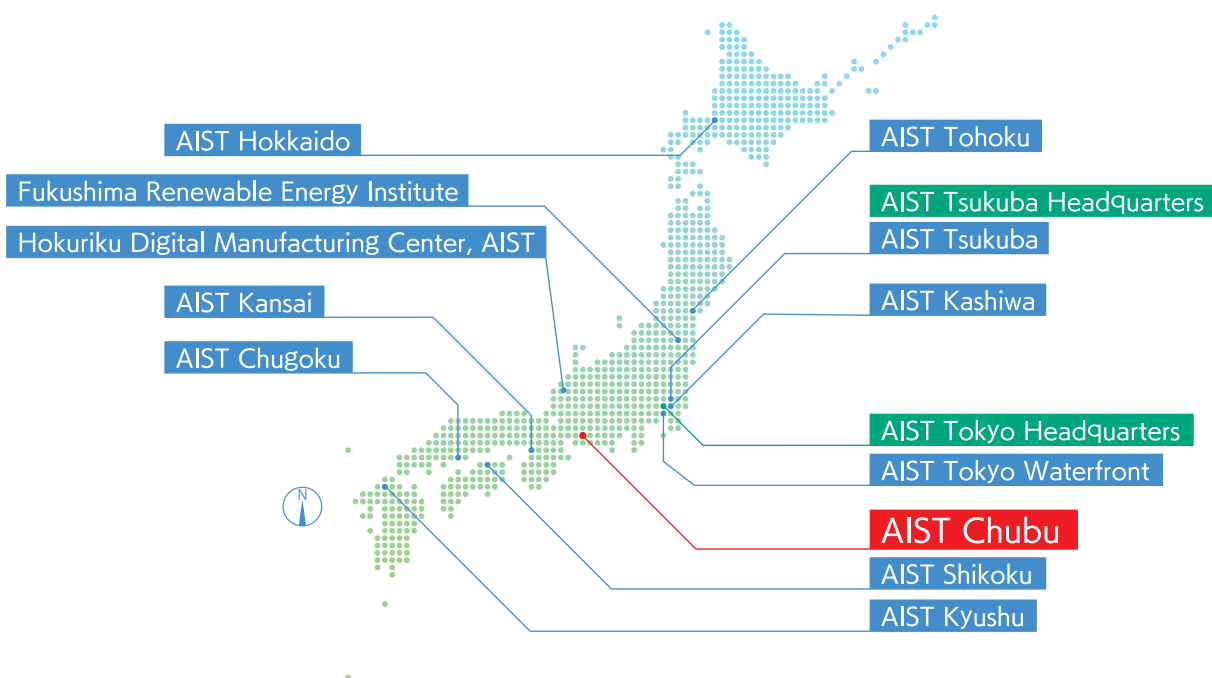 AIST Hokkaido
Fukushima Renewable Energy Institute
Hokuriku Digital Manufacturing Center, AIST
AIST Kansai
AIST Chugoku
N
AIST Tohoku
AIST Tsukuba Headquarters
AIST Tsukuba
AIST Kashiwa
AIST Tokyo Headquarters
AIST Tokyo Waterfront
AIST Chubu
AIST Shikoku
AIST Kyushu